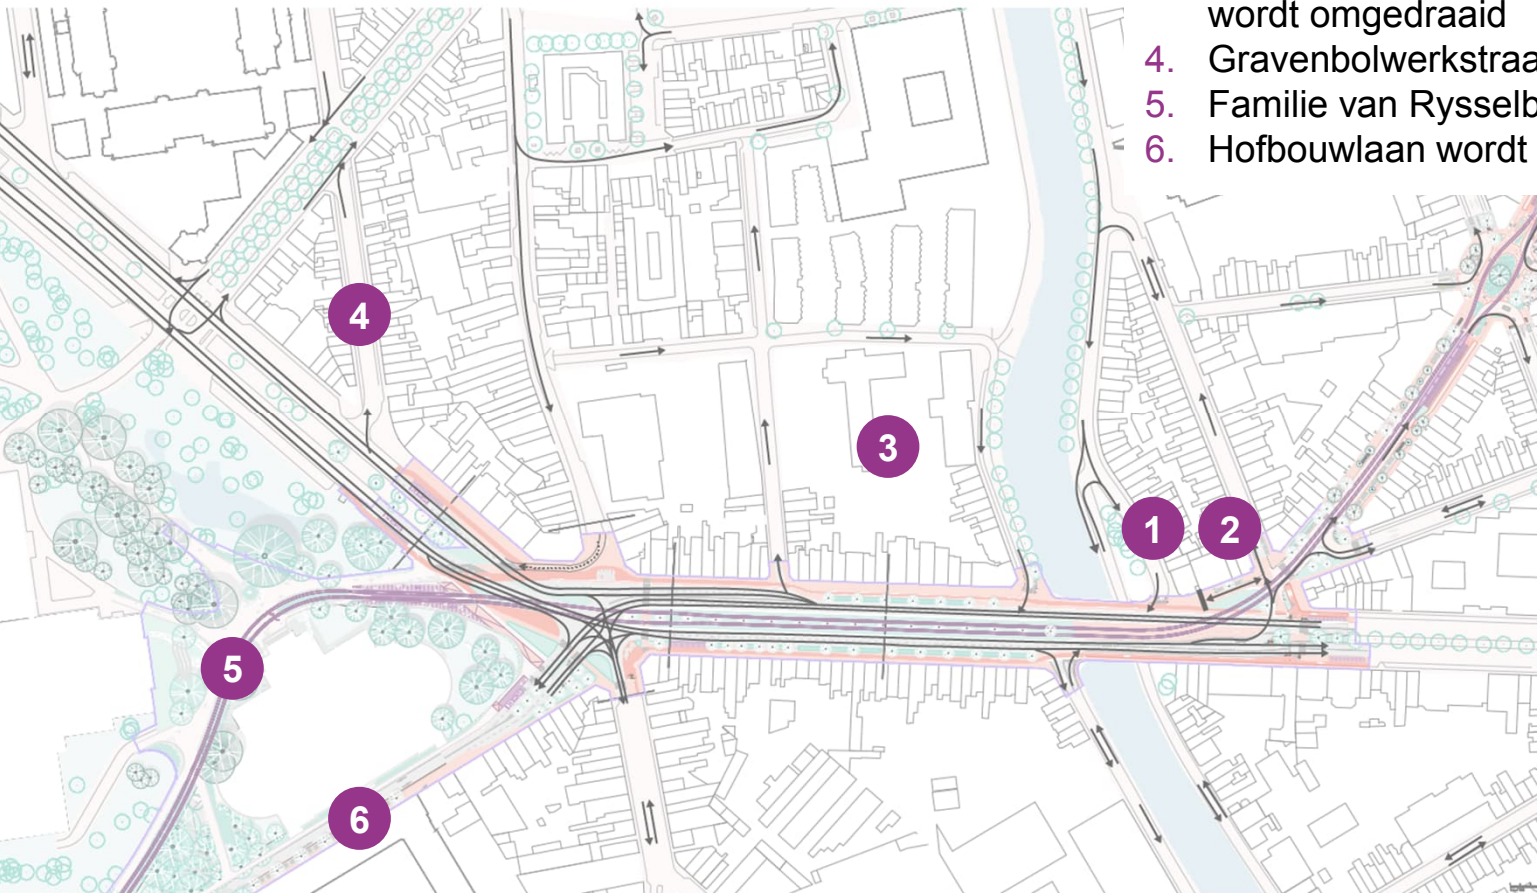 wordt omgedraaid
4. Gravenbolwerkstraa
5. Familie van Rysselb
6. Hofbouwlaan wordt
4
3
1
2
5
6